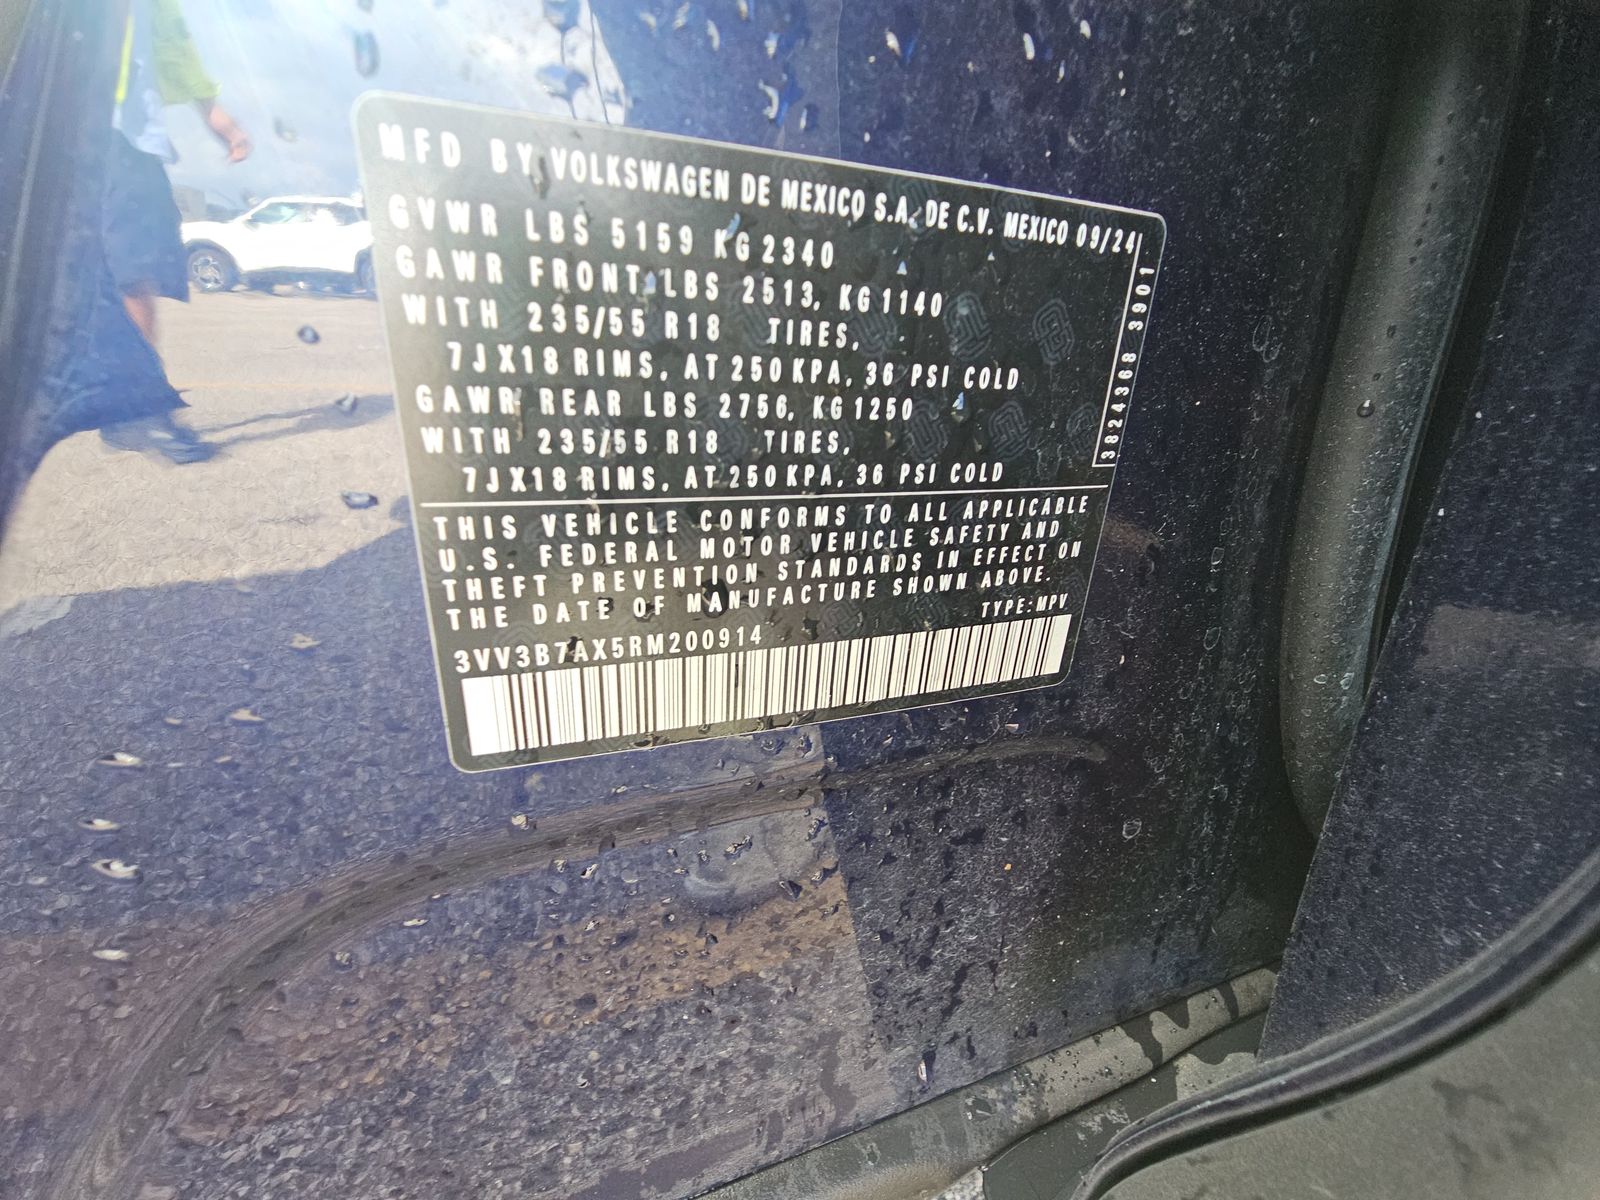 MFD BY VOLKSWAGEN DE MEXICO S.A. DE C.V. MEXICO 09/24
GVWR LBS 5159 KG 2340
GAWR FRONT LBS 2513, KG 1140
WITH 235/55 R18 TIRES,
7JX18 RIMS, AT 250 KPA, 36 PSI COLD
GAWR REAR LBS 2756, KG 1250
WITH 235/55 R18 TIRES,
7JX18 RIMS, AT 250 KPA, 36 PSI COLD
3824368 3901
THIS VEHICLE CONFORMS TO ALL APPLICABLE
U.S. FEDERAL MOTOR VEHICLE SAFETY AND
THEFT PREVENTION STANDARDS IN EFFECT ON
THE DATE OF MANUFACTURE SHOWN ABOVE.
TYPE:MPV
3VV3B7AX5RM200914